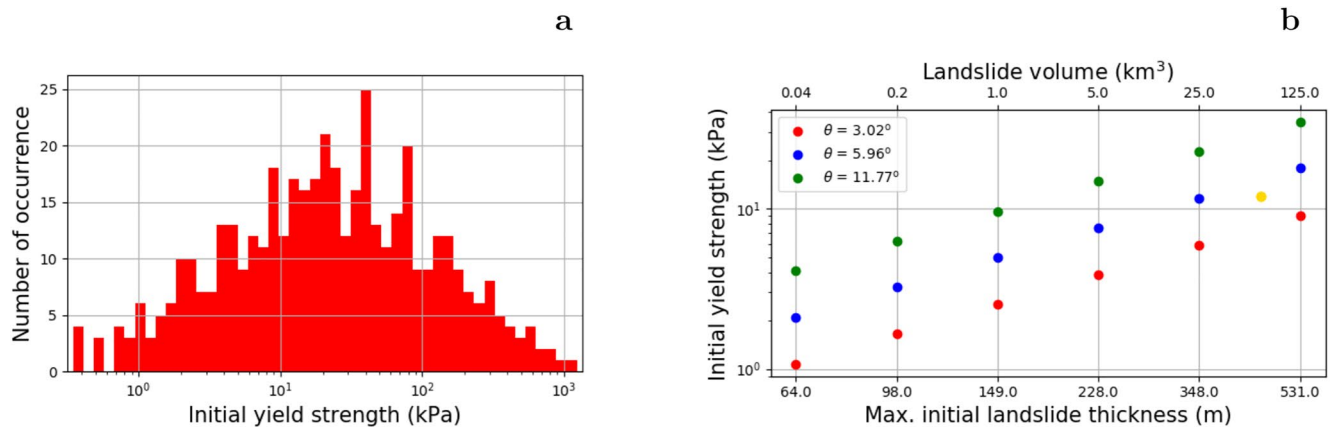 a
25
20
15
10
5
0
Number of occurrence
10⁰ 10¹ 10² 10³
Initial yield strength (kPa)
b
Landslide volume (km³)
0.04 0.2 1.0 5.0 25.0 125.0
θ = 3.02⁰
θ = 5.96⁰
θ = 11.77⁰
10¹
10⁰
Initial yield strength (kPa)
64.0 98.0 149.0 228.0 348.0 531.0
Max. initial landslide thickness (m)